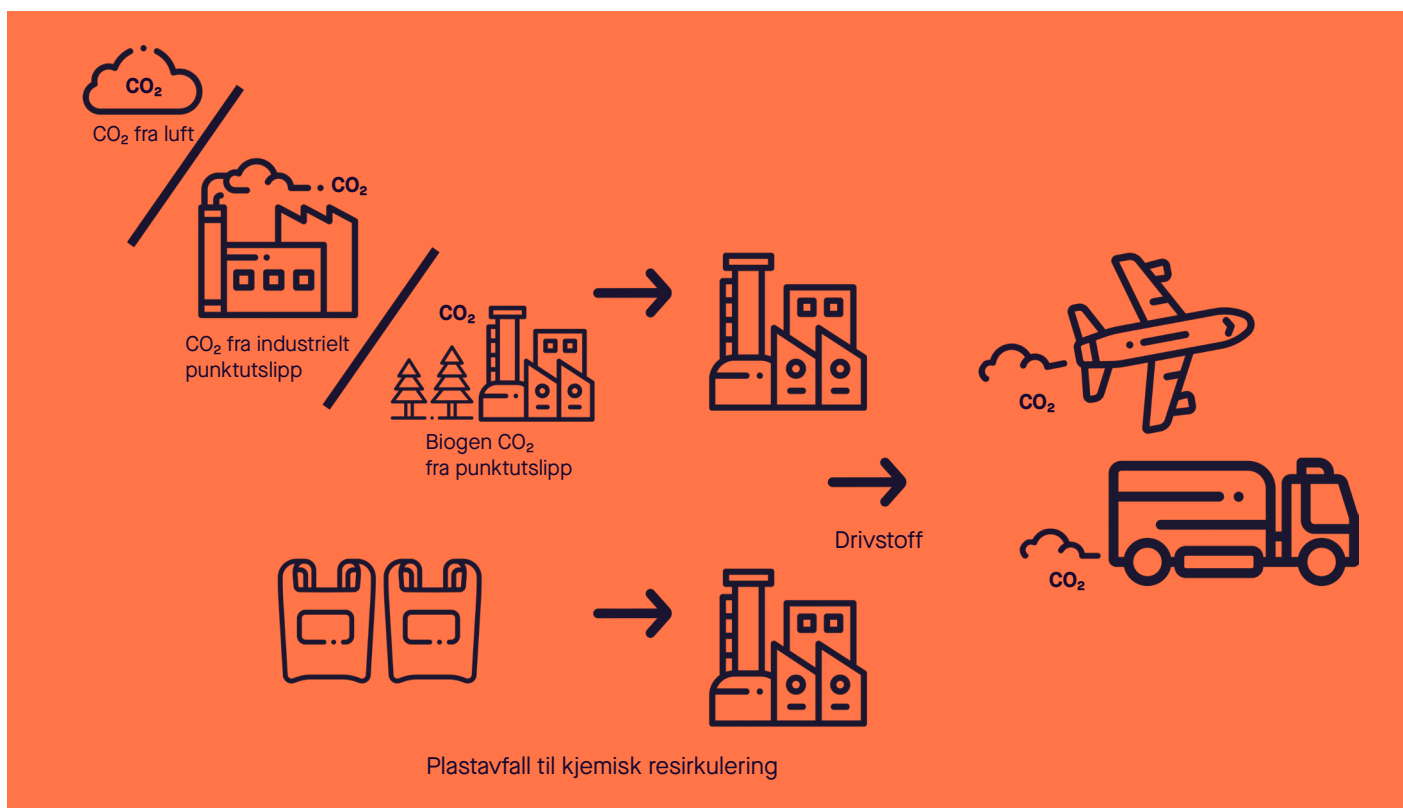 CO₂
CO₂ fra luft
CO₂
CO₂ fra industrielt
punktutslipp
CO₂
Biogen CO₂
fra punktutslipp
CO₂
Drivstoff
CO₂
Plastavfall til kjemisk resirkulering